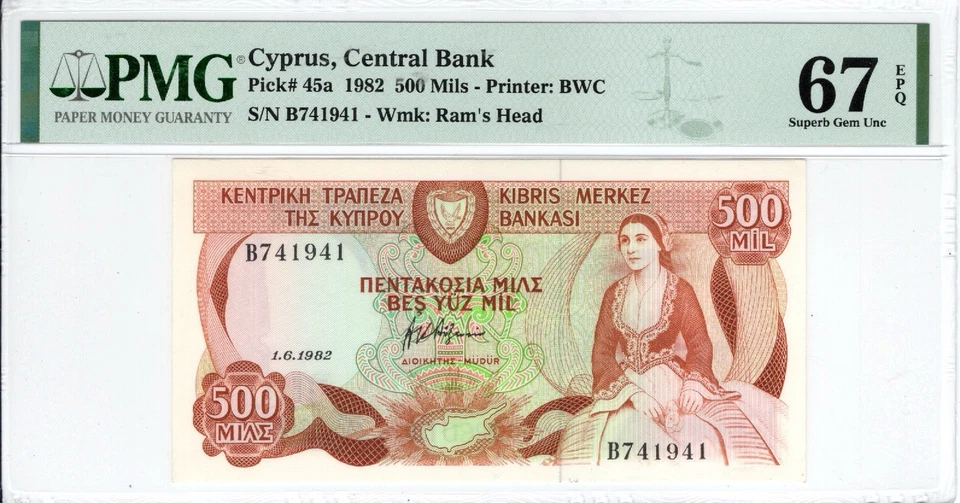 PMG®
PAPER MONEY GUARANTY
Cyprus, Central Bank
Pick# 45a 1982 500 Mils - Printer: BWC
S/N B741941 - Wmk: Ram's Head
67
EPQ
Superb Gem Unc
ΚΕΝΤΡΙΚΗ ΤΡΑΠΕΖΑ
ΤΗΣ ΚΥΠΡΟΥ
KIBRIS MERKEZ
BANKASI
500
MİL
B741941
ΠΕΝΤΑΚΟΣΙΑ ΜΙΛΣ
BEŞ YÜZ MİL
1.6.1982
ΔΙΟΙΚΗΤΗΣ - MÜDÜR
500
ΜΙΛΣ
B741941